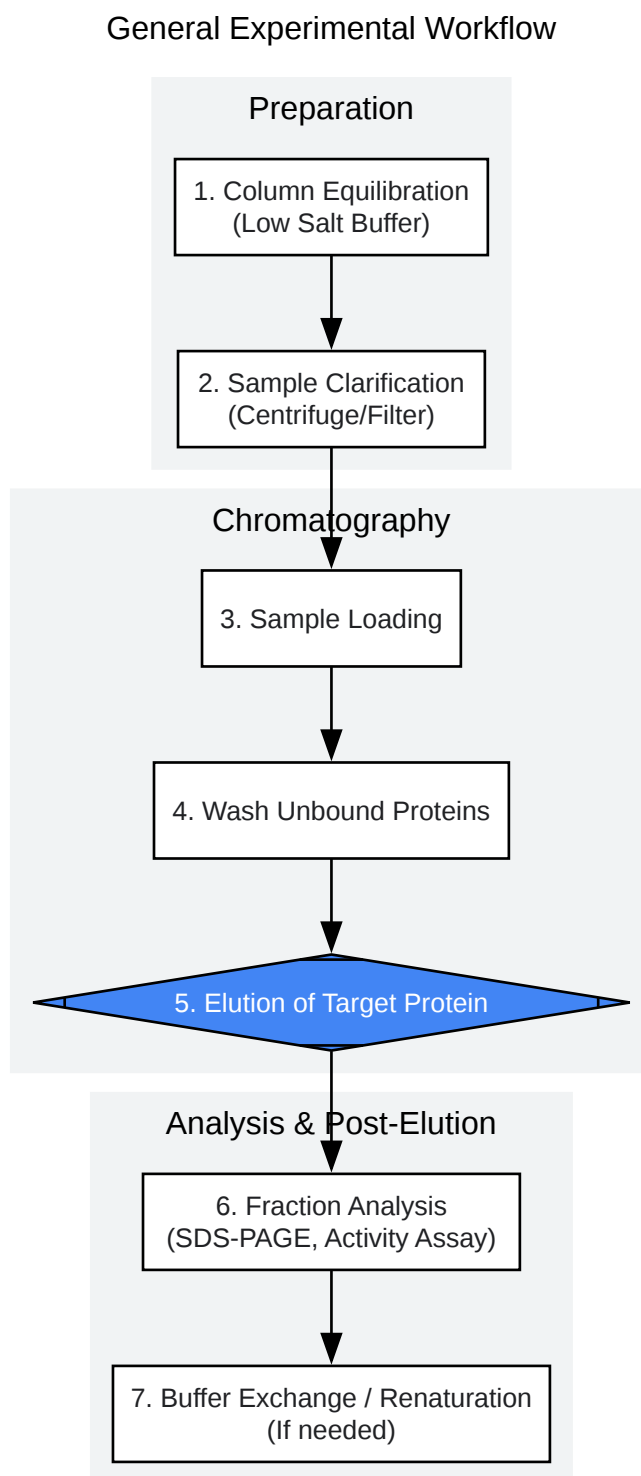 General Experimental Workflow
Preparation
1. Column Equilibration
(Low Salt Buffer)
2. Sample Clarification
(Centrifuge/Filter)
Chromatography
3. Sample Loading
4. Wash Unbound Proteins
5. Elution of Target Protein
Analysis & Post-Elution
6. Fraction Analysis
(SDS-PAGE, Activity Assay)
7. Buffer Exchange / Renaturation
(If needed)